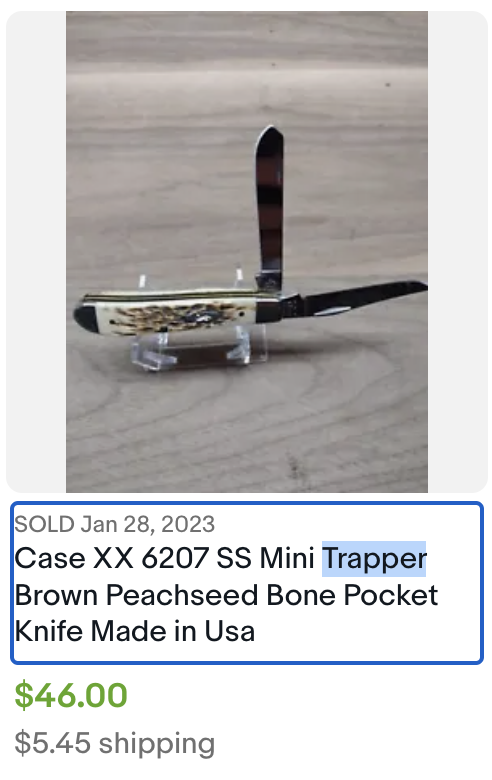 SOLD Jan 28, 2023
Case XX 6207 SS Mini Trapper
Brown Peachseed Bone Pocket
Knife Made in Usa
$46.00
$5.45 shipping